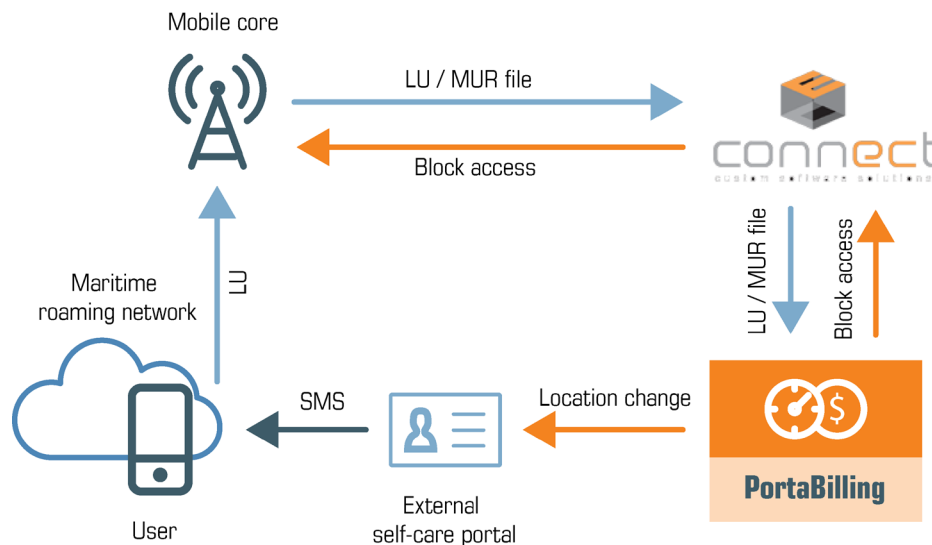 Mobile core
LU / MUR file
Block access
connect
custom software solutions
LU / MUR file
Block access
LU
Maritime
roaming network
SMS
Location change
$
PortaBilling
External
self-care portal
User